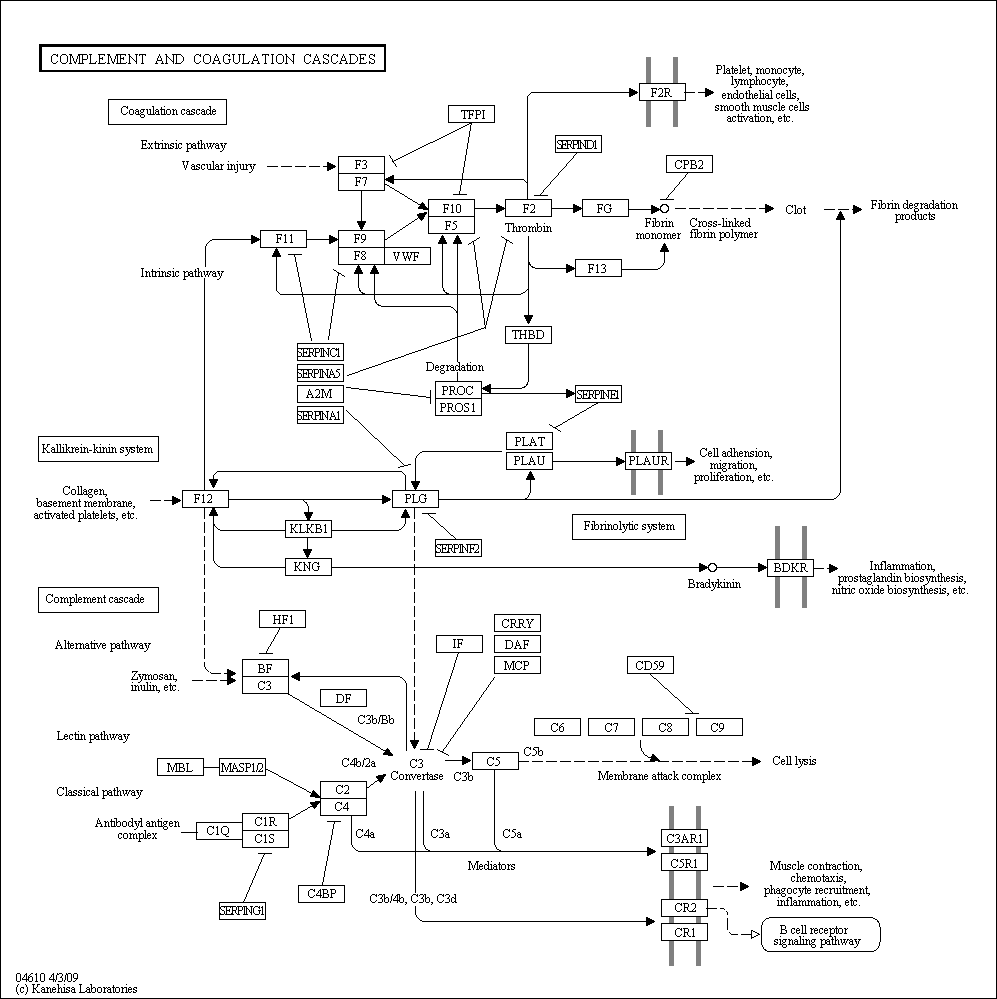 COMPLEMENT AND COAGULATION CASCADES
Platelet, monocyte,
lymphocyte,
endothelial cells,
smooth muscle cells
activation, etc.
F2R
Coagulation cascade
TFPI
Extrinsic pathway
SERPIND1
Vascular injury
F3
CPB2
F7
F10
F2
FG
Clot
Fibrin degradation
products
F5
Thrombin
Fibrin
monomer
Cross-linked
fibrin polymer
F11
F9
F8
VWF
Intrinsic pathway
F13
THBD
SERPINC1
SERPINA5
Degradation
A2M
PROC
SERPINE1
SERPINA1
PROS1
PLAT
Kallikrein-kinin system
PLAU
PLAUR
Cell adhension,
migration,
proliferation, etc.
Collagen,
basement membrane,
activated platelets, etc.
F12
PLG
KLKB1
Fibrinolytic system
SERPINF2
KNG
Bradykinin
BDKR
Inflammation,
prostaglandin biosynthesis,
nitric oxide biosynthesis, etc.
Complement cascade
HF1
CRRY
Alternative pathway
IF
DAF
MCP
CD59
Zymosan,
inulin, etc.
BF
C3
DF
C3b/Bb
C6
C7
C8
C9
Lectin pathway
C4b/2a
C3
Convertase
C3b
C5
C5b
Cell lysis
Membrane attack complex
MBL
MASP1/2
Classical pathway
C2
C4
Antibodyl antigen
complex
C1Q
C1R
C1S
C4a
C3a
C5a
C3AR1
Mediators
C5R1
Muscle contraction,
chemotaxis,
phagocyte recruitment,
inflammation, etc.
C4BP
C3b/4b, C3b, C3d
SERPING1
CR2
CR1
B cell receptor
signaling pathway
04610 4/3/09
(c) Kanehisa Laboratories